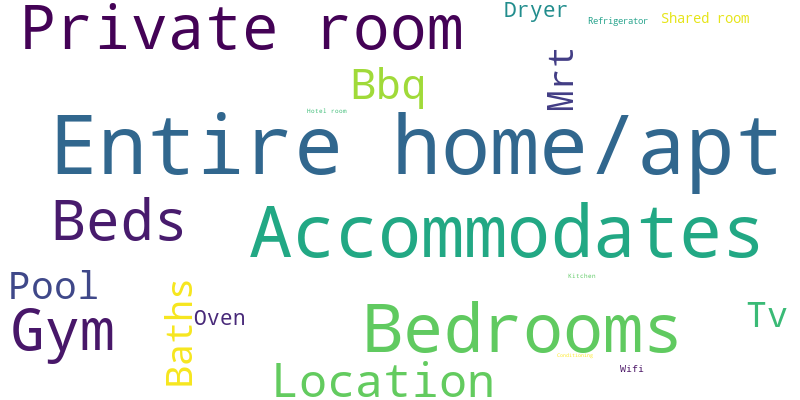 Private room
Dryer
Refrigerator
Shared room
Bbq
Mrt
Hotel room
Entire home/apt
Beds
Accommodates
Kitchen
Pool
Baths
Oven
Gym
Bedrooms
Tv
Wifi
Location